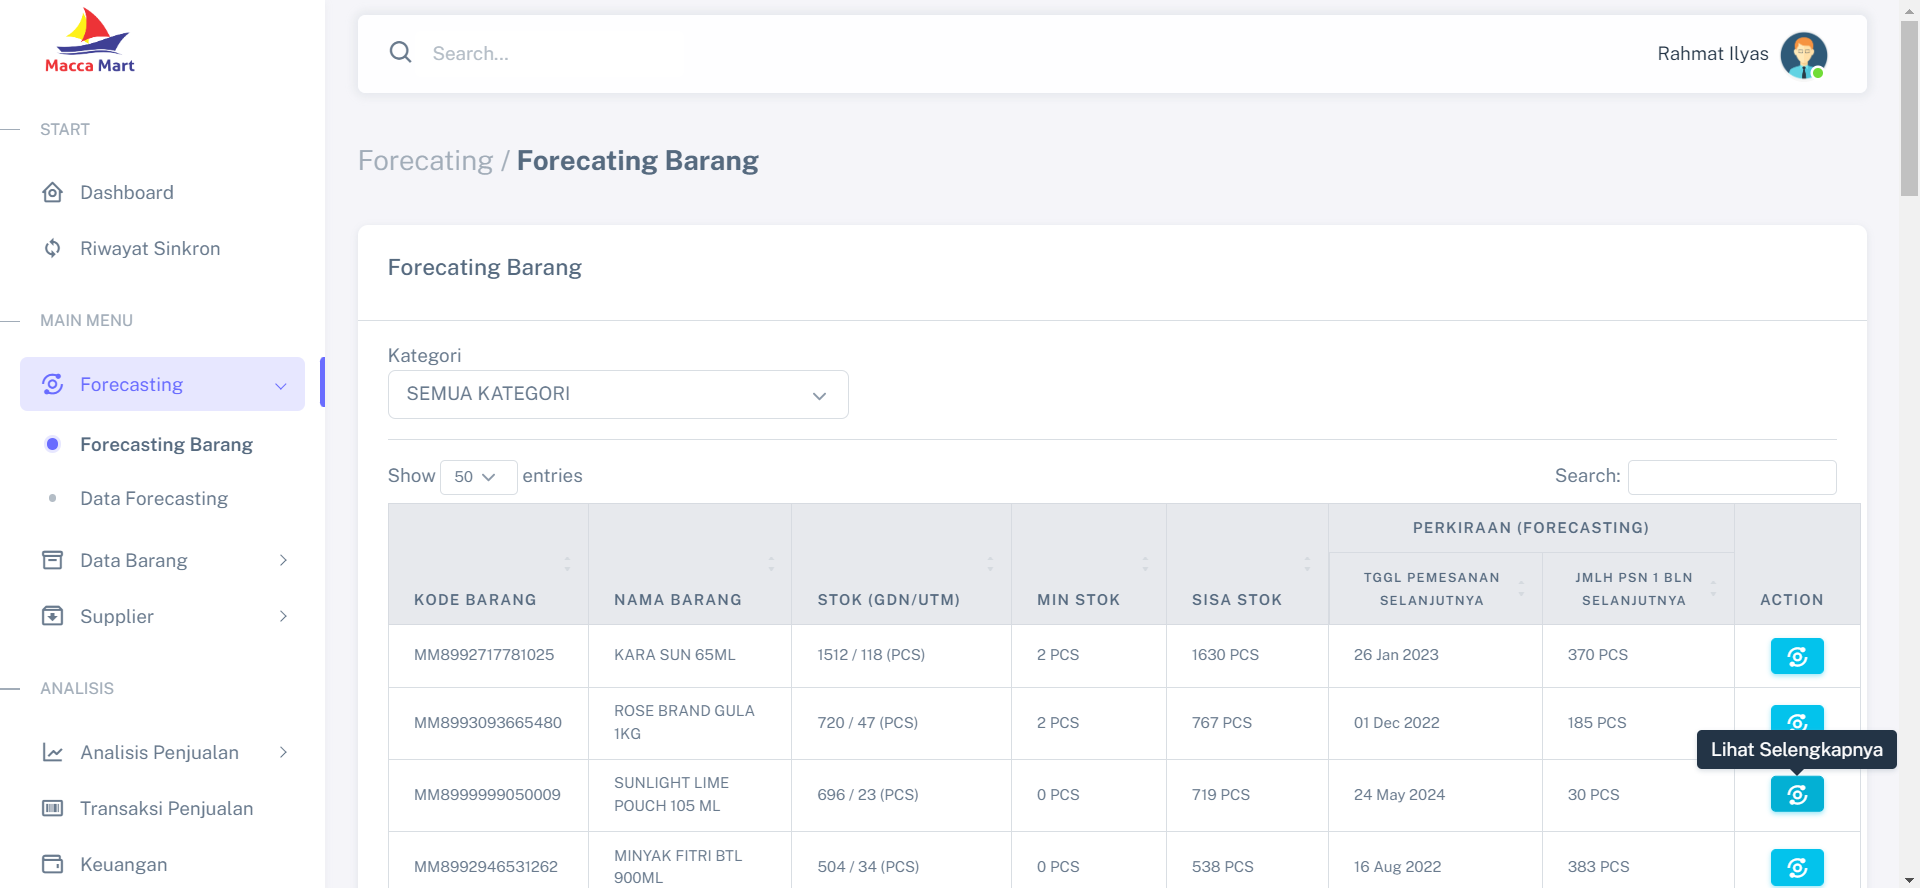 Macca Mart
START
Dashboard
Riwayat Sinkron
MAIN MENU
Forecasting
Forecasting Barang
Data Forecasting
Data Barang
Supplier
ANALISIS
Analisis Penjualan
Transaksi Penjualan
Keuangan
Search...
Rahmat Ilyas
Forecating / Forecating Barang
Forecating Barang
Kategori
SEMUA KATEGORI
Show 50 entries
Search:
PERKIRAAN (FORECASTING)
KODE BARANG NAMA BARANG STOK (GDN/UTM) MIN STOK SISA STOK TGGL PEMESANAN SELANJUTNYA JMLH PSN 1 BLN SELANJUTNYA ACTION
MM8992717781025 KARA SUN 65ML 1512 / 118 (PCS) 2 PCS 1630 PCS 26 Jan 2023 370 PCS
MM8993093665480 ROSE BRAND GULA 1KG 720 / 47 (PCS) 2 PCS 767 PCS 01 Dec 2022 185 PCS
Lihat Selengkapnya
MM8999999050009 SUNLIGHT LIME POUCH 105 ML 696 / 23 (PCS) 0 PCS 719 PCS 24 May 2024 30 PCS
MM8992946531262 MINYAK FITRI BTL 900ML 504 / 34 (PCS) 0 PCS 538 PCS 16 Aug 2022 383 PCS